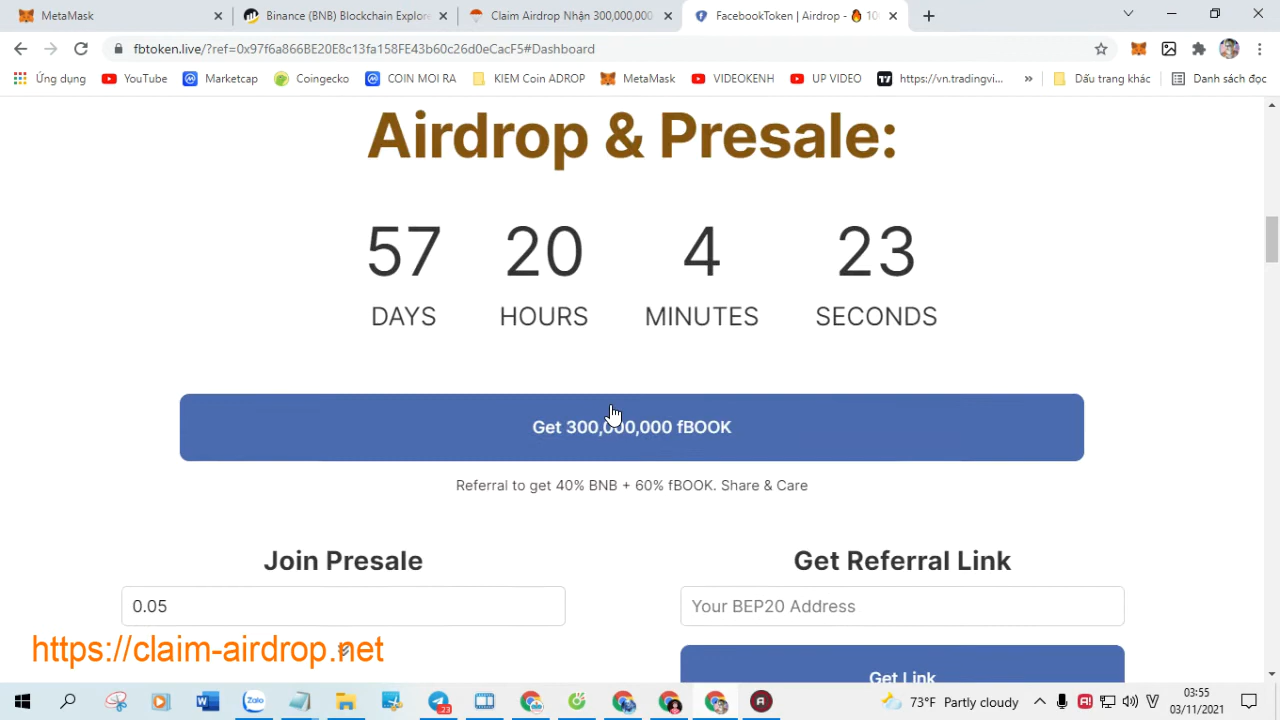 MetaMask
Binance (BNB) Blockchain Explore
Claim Airdrop Nhận 300,000,000
FacebookToken | Airdrop - 🔥 10
fbtoken.live/?ref=0x97f6a866BE20E8c13fa158FE43b60c26d0eCacF5#Dashboard
Ứng dụng
YouTube
Marketcap
Coingecko
COIN MOI RA
KIEM Coin ADROP
MetaMask
VIDEOKENH
UP VIDEO
https://vn.tradingvi...
»
Dấu trang khác
Danh sách đọc
Airdrop & Presale:
57 20 4 23
DAYS HOURS MINUTES SECONDS
Get 300,000,000 fBOOK
Referral to get 40% BNB + 60% fBOOK. Share & Care
Join Presale
Get Referral Link
0.05
Your BEP20 Address
https://claim-airdrop.net
Get Link
Zalo
23
73°F Partly cloudy
03:55
03/11/2021